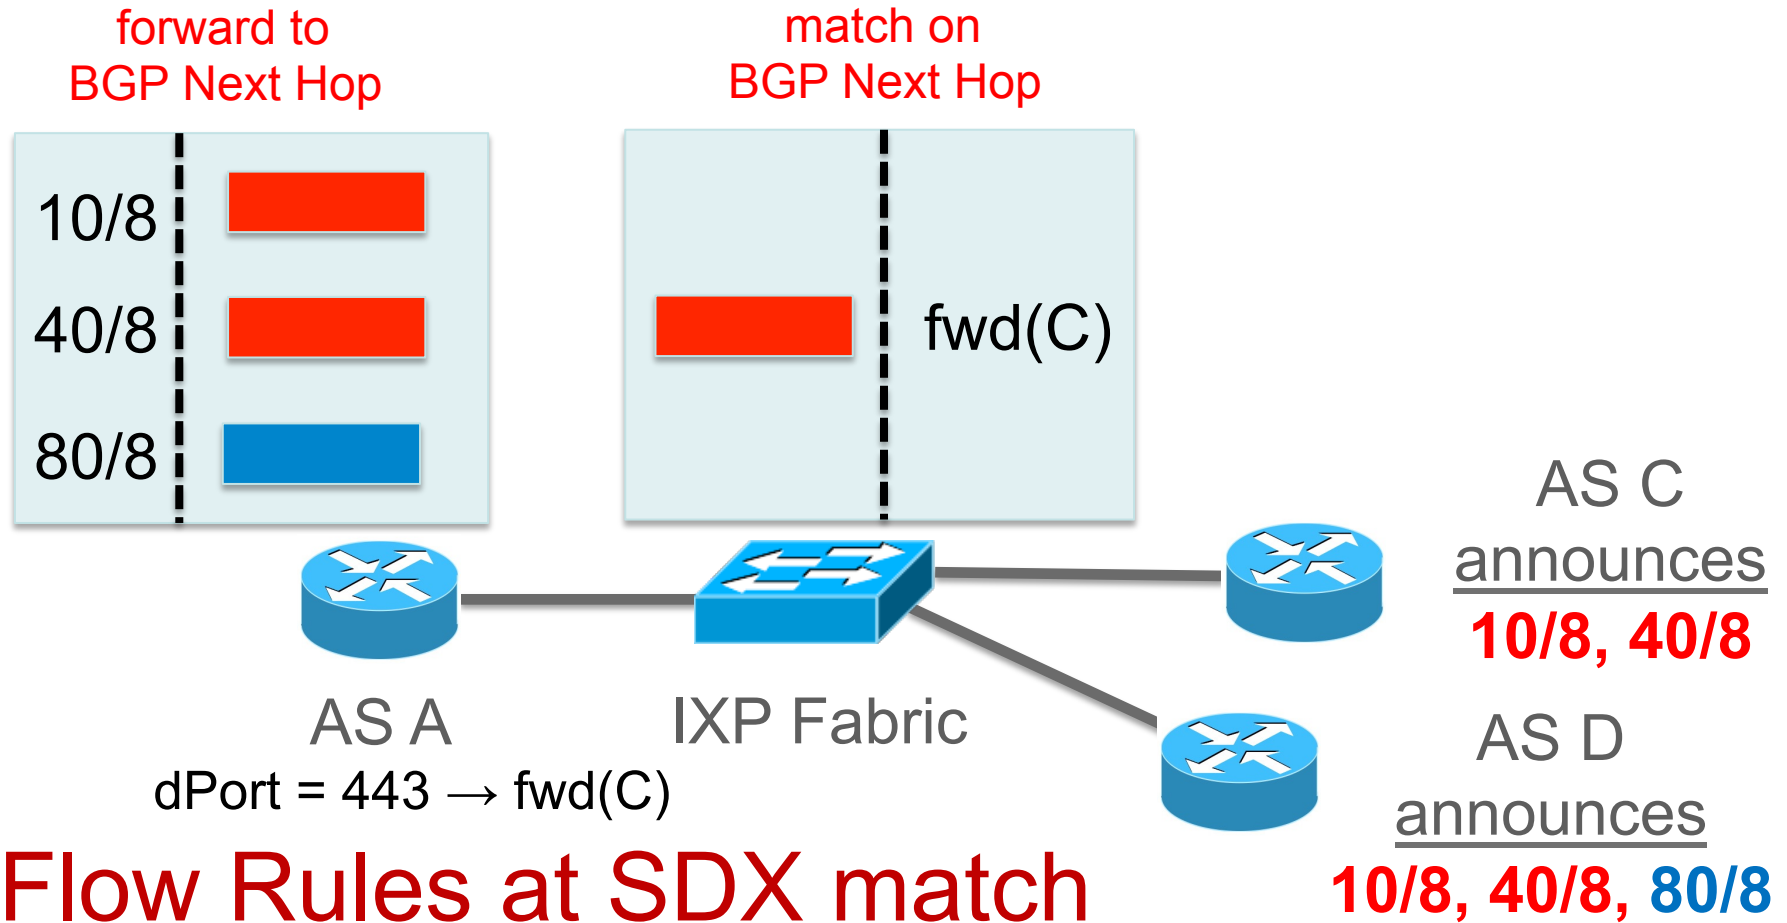 forward to
BGP Next Hop
match on
BGP Next Hop
10/8
40/8
80/8
fwd(C)
AS C
announces
10/8, 40/8
AS A
IXP Fabric
dPort = 443 → fwd(C)
AS D
announces
10/8, 40/8, 80/8
Flow Rules at SDX match